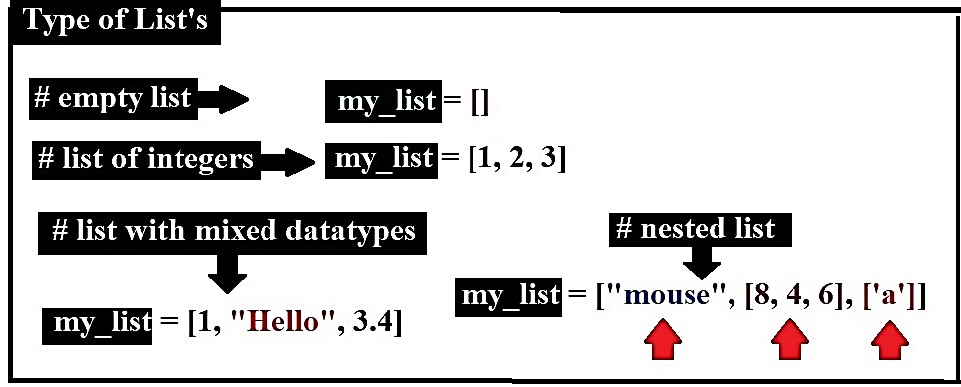 Type of List's
# empty list
my_list = []
# list of integers
my_list = [1, 2, 3]
# list with mixed datatypes
my_list = [1, "Hello", 3.4]
# nested list
my_list = ["mouse", [8, 4, 6], ['a']]